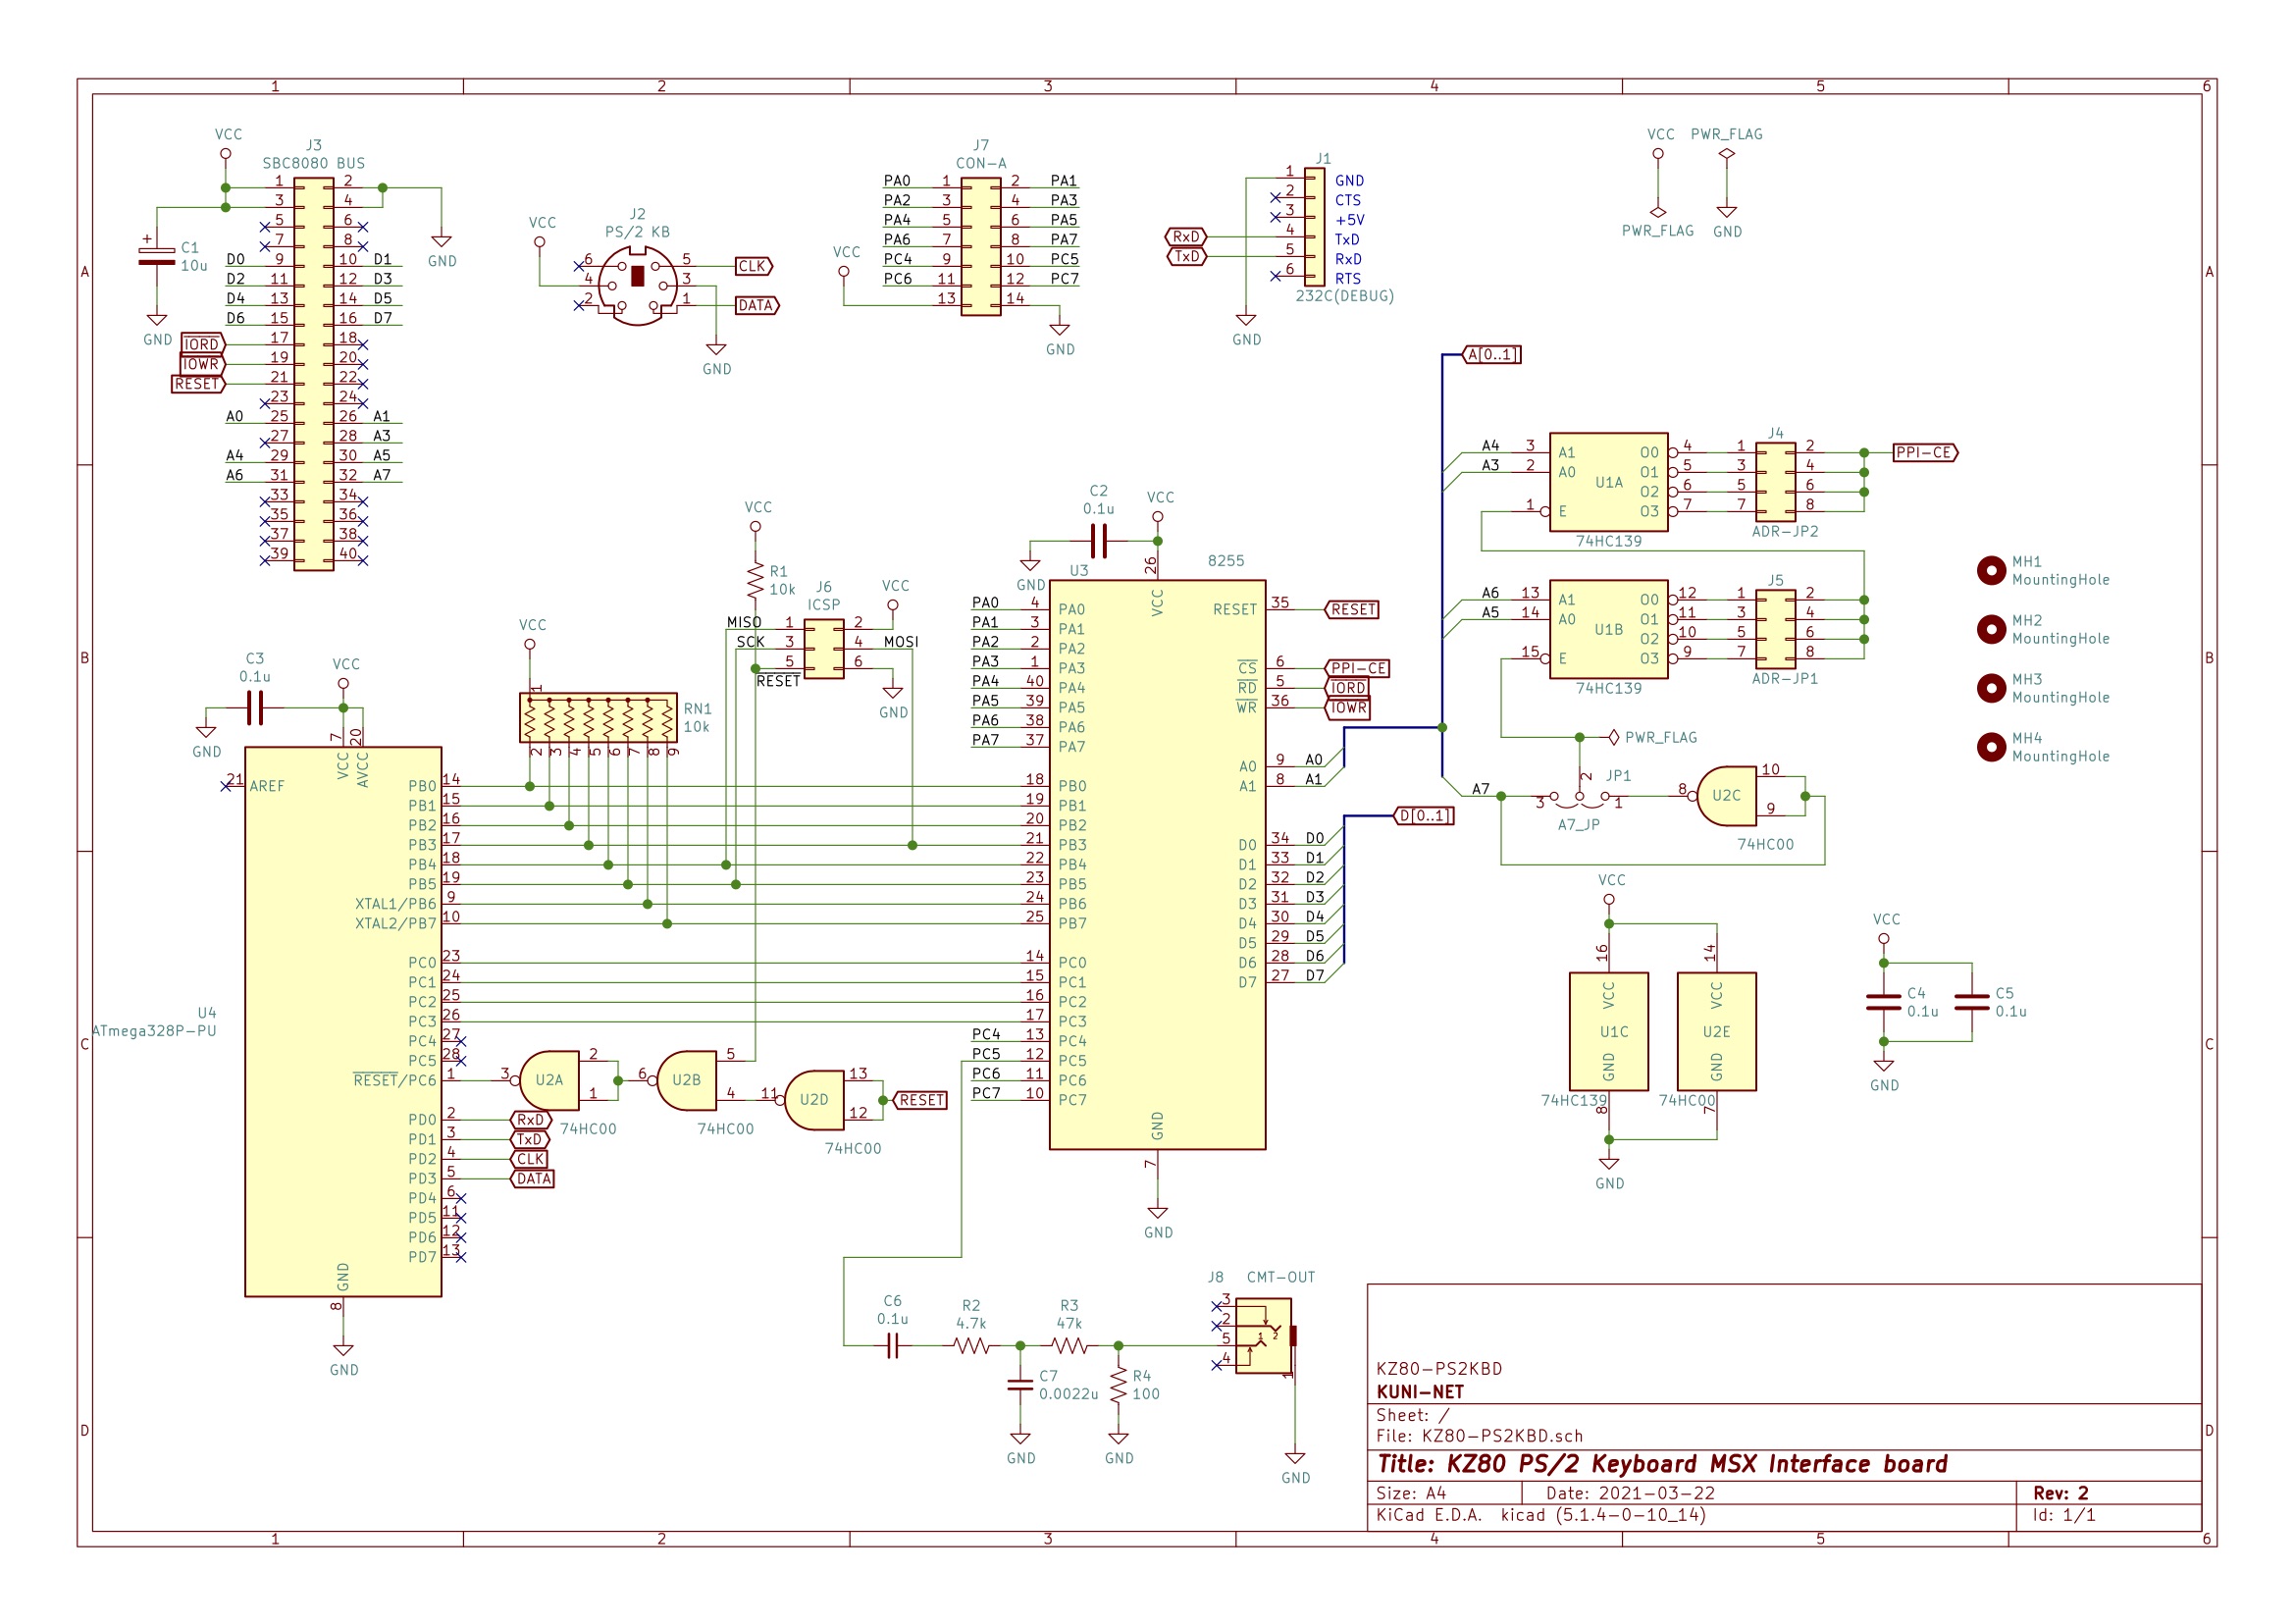 1 2 3 4 5 6
A
B
C
D
VCC
J3
SBC8080 BUS
1 2
3 4
5 6
7 8
D0 9 10 D1
D2 11 12 D3
D4 13 14 D5
D6 15 16 D7
IORD 17 18
IOWR 19 20
RESET 21 22
23 24
A0 25 26 A1
27 28 A3
A4 29 30 A5
A6 31 32 A7
33 34
35 36
37 38
39 40
C1
10u
GND
GND
VCC
J2
PS/2 KB
6 5 CLK
4 3
2 1 DATA
GND
J7
CON-A
PA0 1 2 PA1
PA2 3 4 PA3
PA4 5 6 PA5
PA6 7 8 PA7
PC4 9 10 PC5
PC6 11 12 PC7
VCC 13 14
GND
J1
1 GND
2 CTS
3 +5V
RxD 4 TxD
TxD 5 RxD
6 RTS
232C(DEBUG)
GND
VCC PWR_FLAG
PWR_FLAG GND
A[0..1]
A4 3 A1 O0 4 1 J4 2 PPI-CE
A3 2 A0 O1 5 3 4
U1A O2 6 5 6
1 E O3 7 7 8
74HC139 ADR-JP2
A6 13 A1 O0 12 1 J5 2
A5 14 A0 O1 11 3 4
U1B O2 10 5 6
15 E O3 9 7 8
74HC139 ADR-JP1
PWR_FLAG
JP1
A7 3 2 1
A7_JP
8 U2C 10
9
74HC00
MH1
MountingHole
MH2
MountingHole
MH3
MountingHole
MH4
MountingHole
VCC
R1
10k
J6
ICSP
VCC
MISO 1 2
SCK 3 4 MOSI
5 6
RESET
GND
VCC
1
RN1
10k
2 3 4 5 6 7 8 9
C3
0.1u
VCC
GND
7 20
VCC AVCC
21 AREF
PB0 14
PB1 15
PB2 16
PB3 17
PB4 18
PB5 19
XTAL1/PB6 9
XTAL2/PB7 10
PC0 23
PC1 24
PC2 25
PC3 26
PC4 27
PC5 28
RESET/PC6 1
PD0 2 RxD
PD1 3 TxD
PD2 4 CLK
PD3 5 DATA
PD4 6
PD5 11
PD6 12
PD7 13
U4
ATmega328P-PU
GND
8
GND
3 U2A 2
1
74HC00
6 U2B 5
4
74HC00
11 U2D 13
12
RESET
74HC00
C2
0.1u
VCC
GND
26
U3
8255
VCC
PA0 4 PA0
PA1 3 PA1
PA2 2 PA2
PA3 1 PA3
PA4 40 PA4
PA5 39 PA5
PA6 38 PA6
PA7 37 PA7
18 PB0
19 PB1
20 PB2
21 PB3
22 PB4
23 PB5
24 PB6
25 PB7
14 PC0
15 PC1
16 PC2
17 PC3
PC4 13 PC4
PC5 12 PC5
PC6 11 PC6
PC7 10 PC7
RESET 35 RESET
CS 6 PPI-CE
RD 5 IORD
WR 36 IOWR
A0 9 A0
A1 8 A1
D[0..1]
D0 34 D0
D1 33 D1
D2 32 D2
D3 31 D3
D4 30 D4
D5 29 D5
D6 28 D6
D7 27 D7
GND
7
GND
VCC
16 14
VCC VCC
U1C U2E
GND GND
74HC139 74HC00
8 7
GND
VCC
C4
0.1u
C5
0.1u
GND
C6
0.1u
R2
4.7k
R3
47k
C7
0.0022u
R4
100
GND GND
J8 CMT-OUT
3
2
5
4
1 2
1
GND
KZ80-PS2KBD
KUNI-NET
Sheet: /
File: KZ80-PS2KBD.sch
Title: KZ80 PS/2 Keyboard MSX Interface board
Size: A4 Date: 2021-03-22 Rev: 2
KiCad E.D.A. kicad (5.1.4-0-10_14) Id: 1/1
1 2 3 4 5 6
A
B
C
D